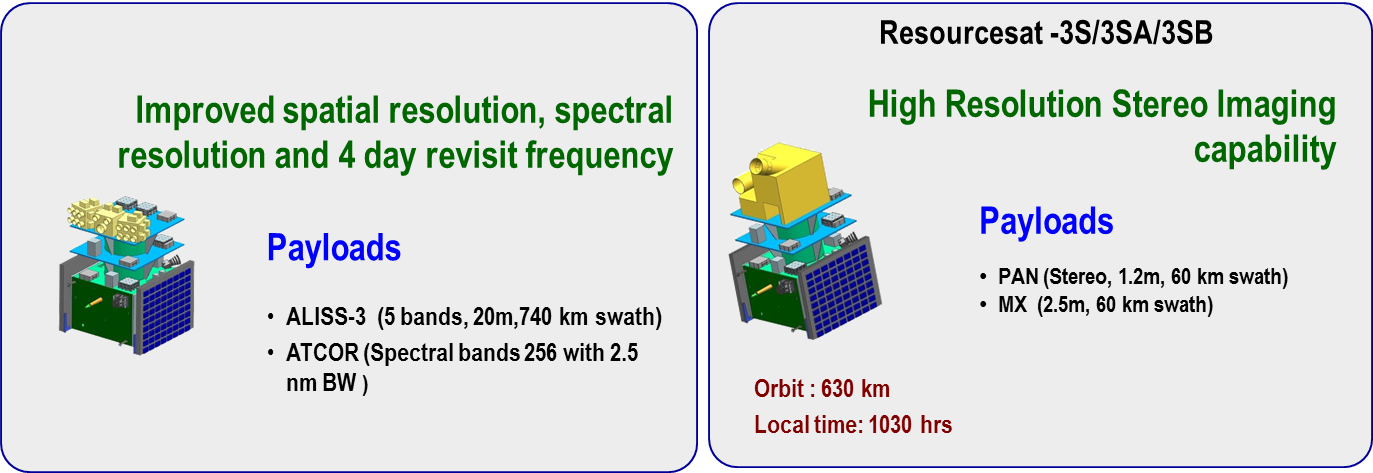 Improved spatial resolution, spectral
resolution and 4 day revisit frequency
Payloads
• ALISS-3 (5 bands, 20m,740 km swath)
• ATCOR (Spectral bands 256 with 2.5
nm BW )
Resourcesat -3S/3SA/3SB
High Resolution Stereo Imaging
capability
Payloads
• PAN (Stereo, 1.2m, 60 km swath)
• MX (2.5m, 60 km swath)
Orbit : 630 km
Local time: 1030 hrs